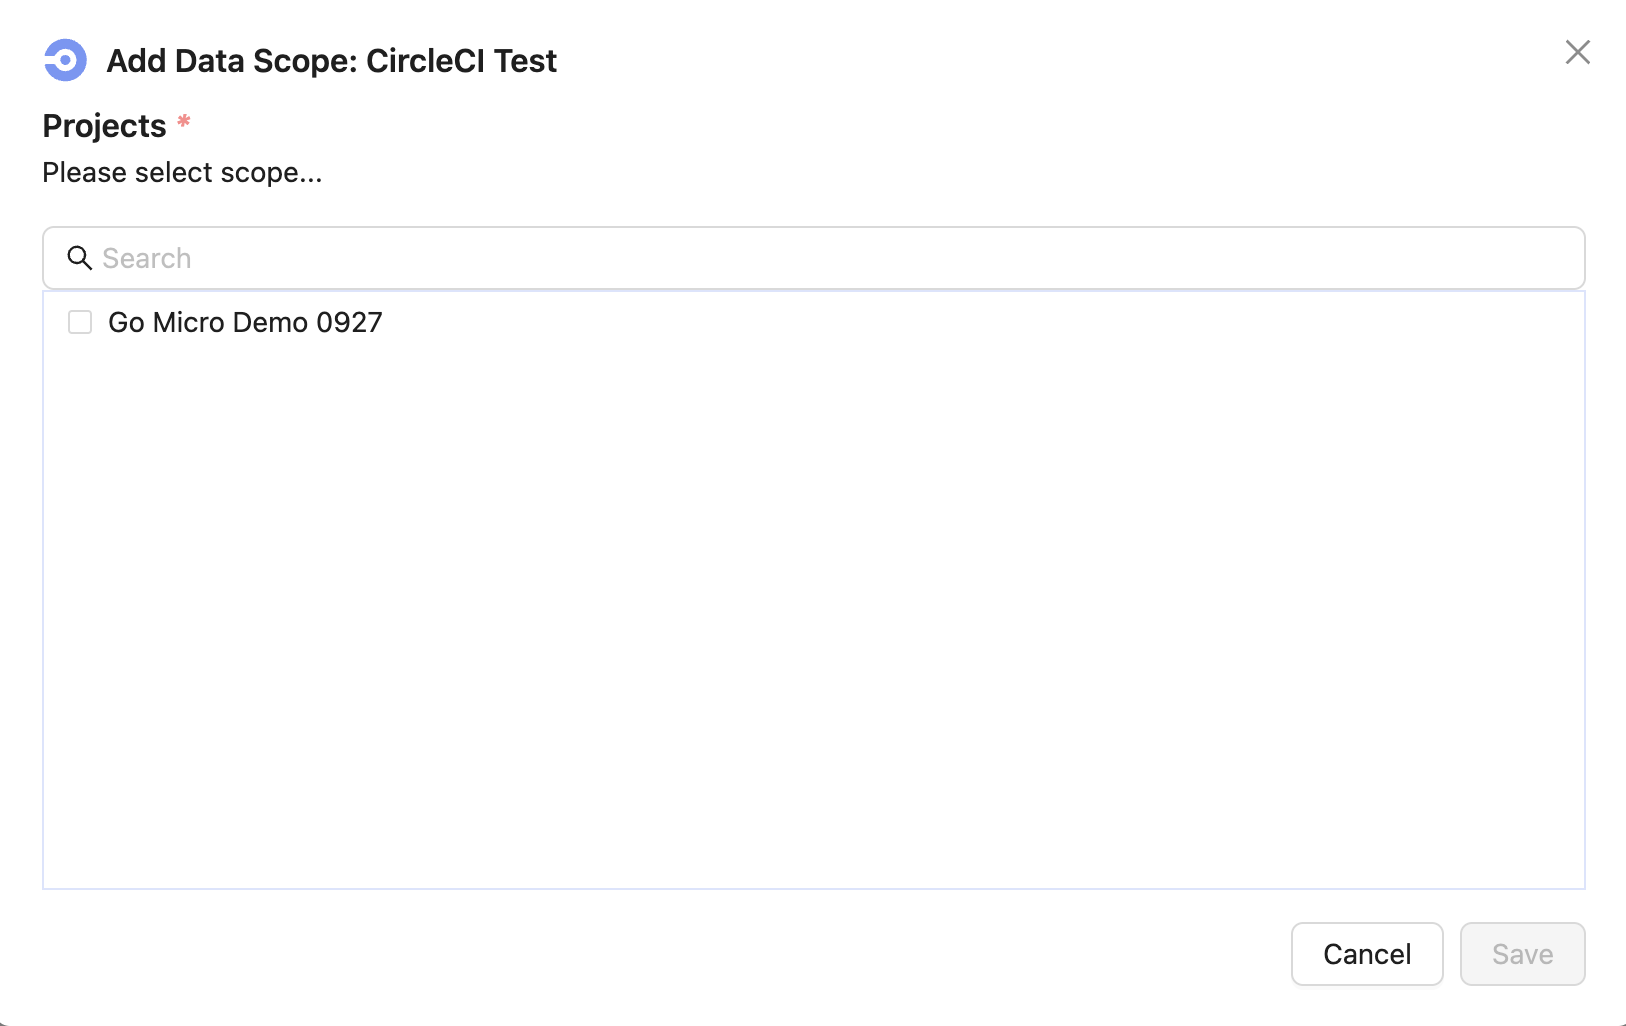 Add Data Scope: CircleCI Test
Projects *
Please select scope...
Search
Go Micro Demo 0927
Cancel
Save